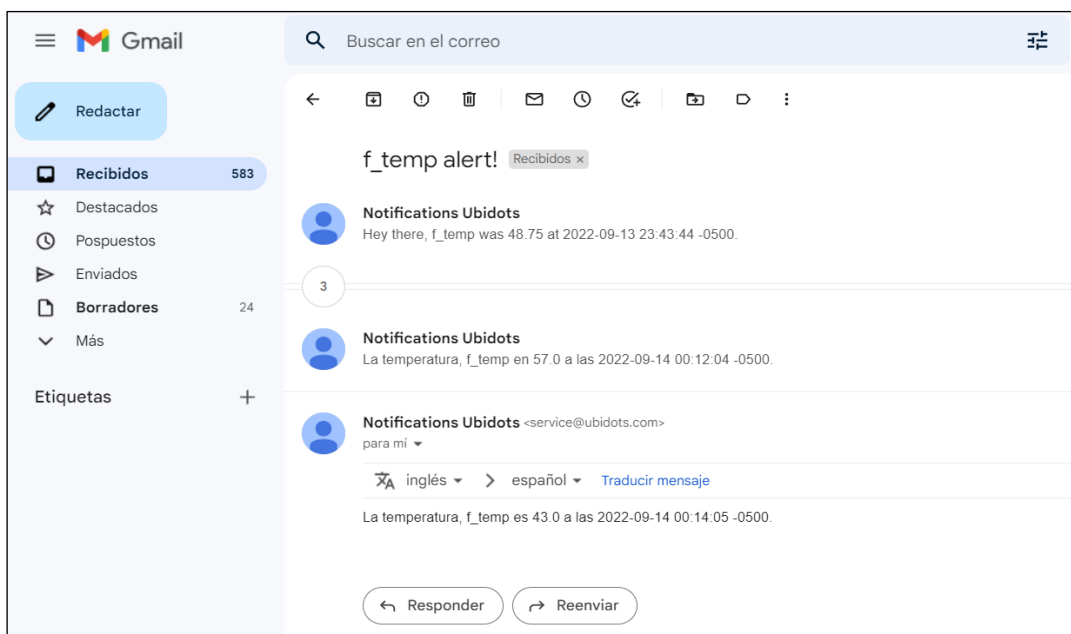 Gmail
Buscar en el correo
Redactar
Recibidos 583
Destacados
Pospuestos
Enviados
Borradores 24
Más
Etiquetas +
f_temp alert! Recibidos ×
Notifications Ubidots
Hey there, f_temp was 48.75 at 2022-09-13 23:43:44 -0500.
3
Notifications Ubidots
La temperatura, f_temp en 57.0 a las 2022-09-14 00:12:04 -0500.
Notifications Ubidots <service@ubidots.com>
para mí
inglés > español Traducir mensaje
La temperatura, f_temp es 43.0 a las 2022-09-14 00:14:05 -0500.
Responder Reenviar